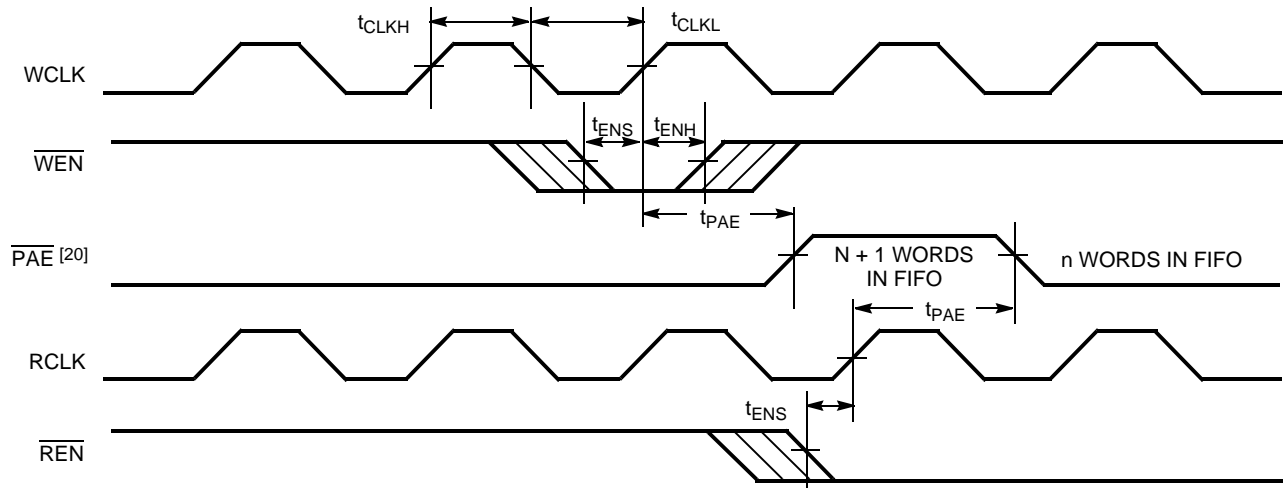 tCLKH
tCLKL
WCLK
tENS
tENH
WEN
tPAE
PAE [20]
N + 1 WORDS
IN FIFO
n WORDS IN FIFO
tPAE
RCLK
tENS
REN